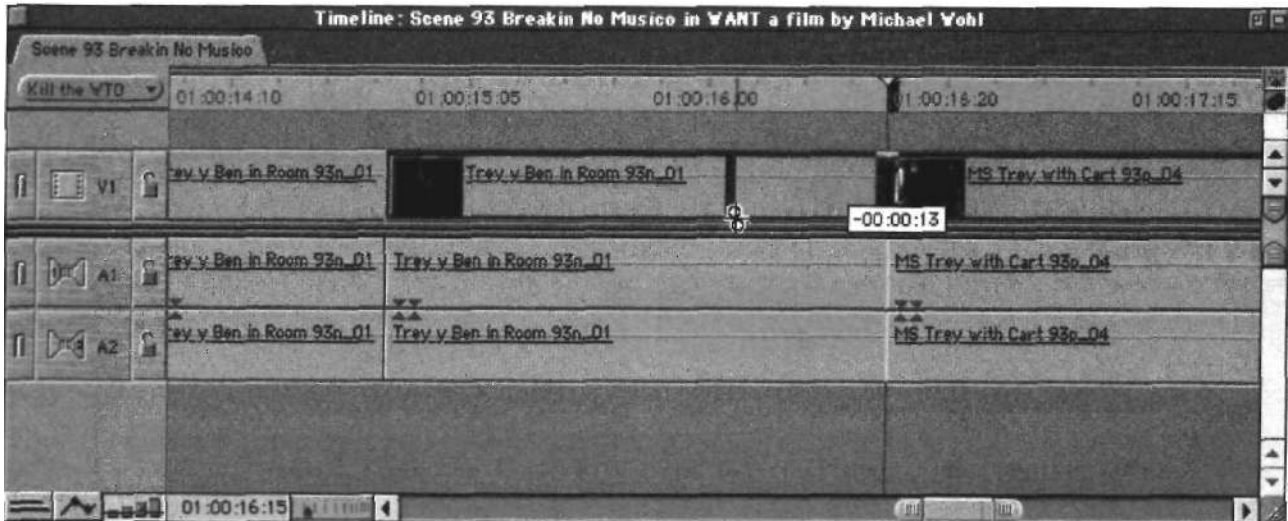 Timeline: Scene 93 Breakin No Musico in WANT a film by Michael Wohl
Scene 93 Breakin No Musico
Kill the WTO
01:00:14:10 01:00:15:05 01:00:16:00 01:00:16:20 01:00:17:15
V1
rey v Ben in Room 93n_01
Trey v Ben in Room 93n_01
MS Trey with Cart 93p_04
-00:00:13
A1
rey v Ben in Room 93n_01
Trey v Ben in Room 93n_01
MS Trey with Cart 93p_04
A2
rey v Ben in Room 93n_01
Trey v Ben in Room 93n_01
MS Trey with Cart 93p_04
01:00:16:15